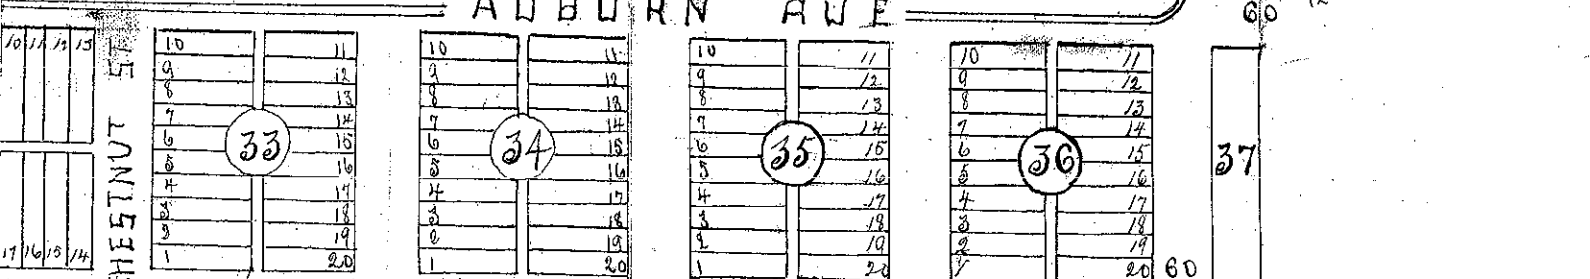 AUBURN AVE
60
12
10 11 12 13
CHESTNUT ST
10 11 10 11 10 11 10 11
9 12 9 12 9 12 9 12
8 13 8 13 8 13 8 13
7 14 7 14 7 14 7 14
33 34 35 36 37
6 15 6 15 6 15 6 15
5 16 5 16 5 16 5 16
4 17 4 17 4 17 4 17
3 18 3 18 3 18 3 18
2 19 2 19 2 19 2 19
17 16 15 14
1 20 1 20 1 20 1 20 60